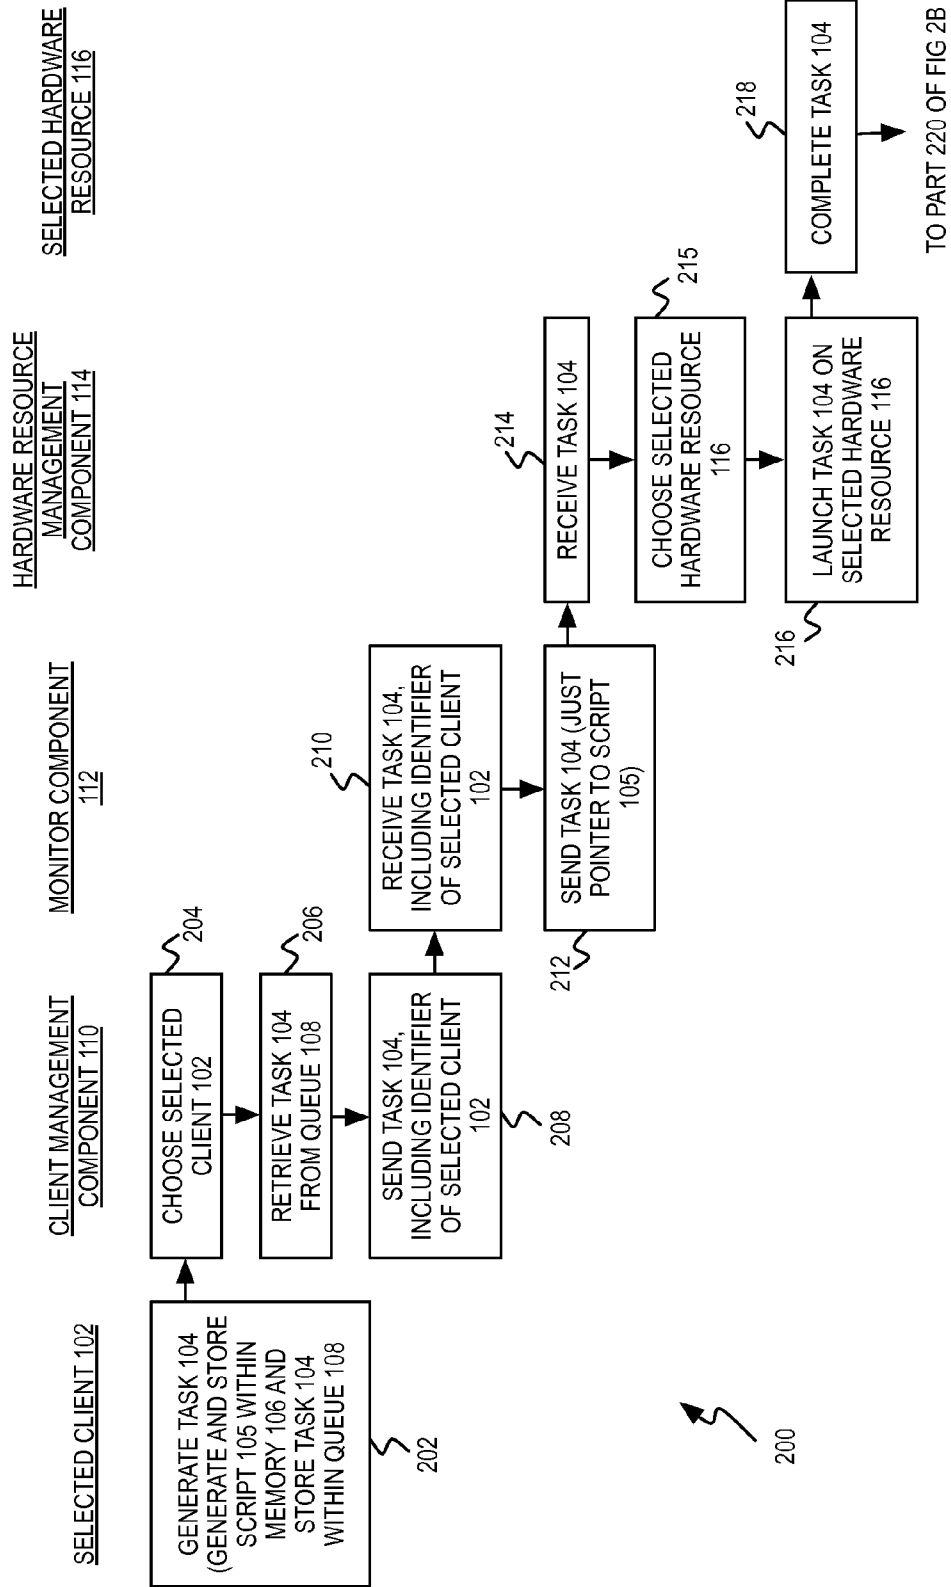 SELECTED CLIENT 102
CLIENT MANAGEMENT
COMPONENT 110
MONITOR COMPONENT
112
HARDWARE RESOURCE
MANAGEMENT
COMPONENT 114
SELECTED HARDWARE
RESOURCE 116
GENERATE TASK 104
(GENERATE AND STORE
SCRIPT 105 WITHIN
MEMORY 106 AND
STORE TASK 104
WITHIN QUEUE 108
202
CHOOSE SELECTED
CLIENT 102
204
RETRIEVE TASK 104
FROM QUEUE 108
206
SEND TASK 104,
INCLUDING IDENTIFIER
OF SELECTED CLIENT
102
208
RECEIVE TASK 104,
INCLUDING IDENTIFIER
OF SELECTED CLIENT
102
210
SEND TASK 104 (JUST
POINTER TO SCRIPT
105)
212
RECEIVE TASK 104
214
CHOOSE SELECTED
HARDWARE RESOURCE
116
215
LAUNCH TASK 104 ON
SELECTED HARDWARE
RESOURCE 116
216
COMPLETE TASK 104
218
TO PART 220 OF FIG 2B
200